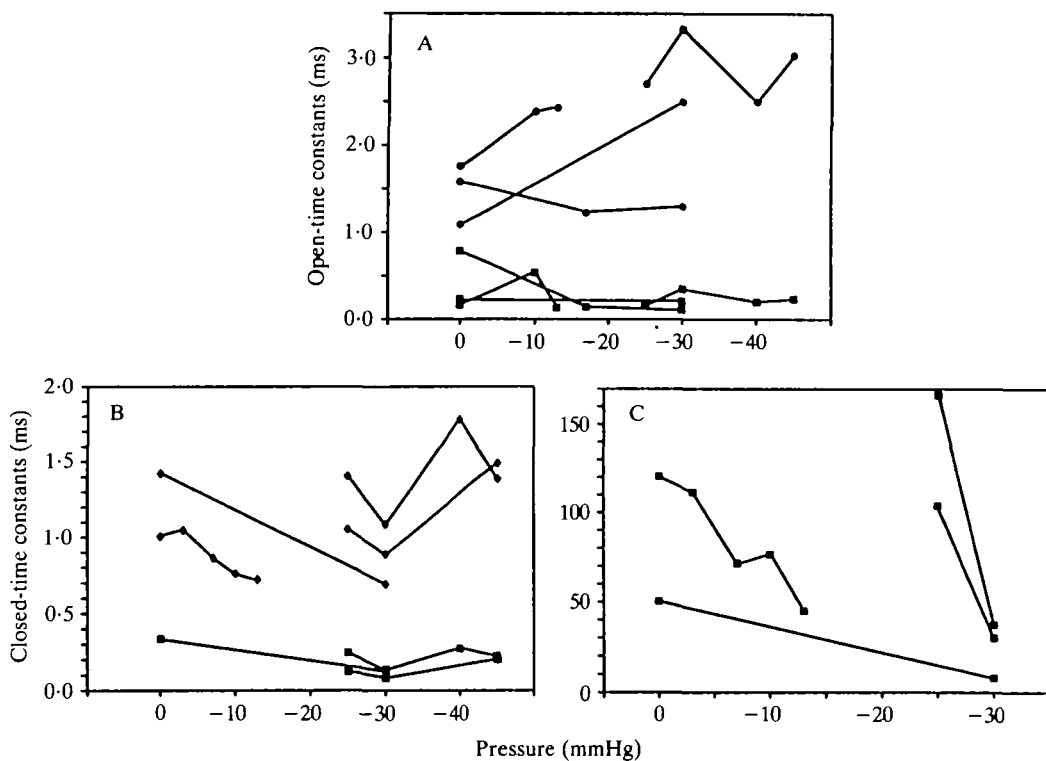 A
Open-time constants (ms)
3·0
2·0
1·0
0·0
0 −10 −20 −30 −40
B
Closed-time constants (ms)
2·0
1·5
1·0
0·5
0·0
0 −10 −20 −30 −40
C
150
100
50
0
0 −10 −20 −30
Pressure (mmHg)